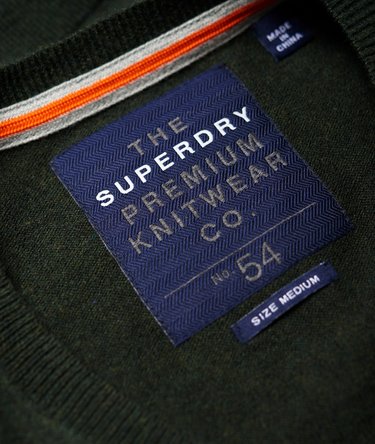 MADE IN
CHINA
THE
SUPERDRY
PREMIUM
KNITWEAR
CO.
No. 54
SIZE MEDIUM